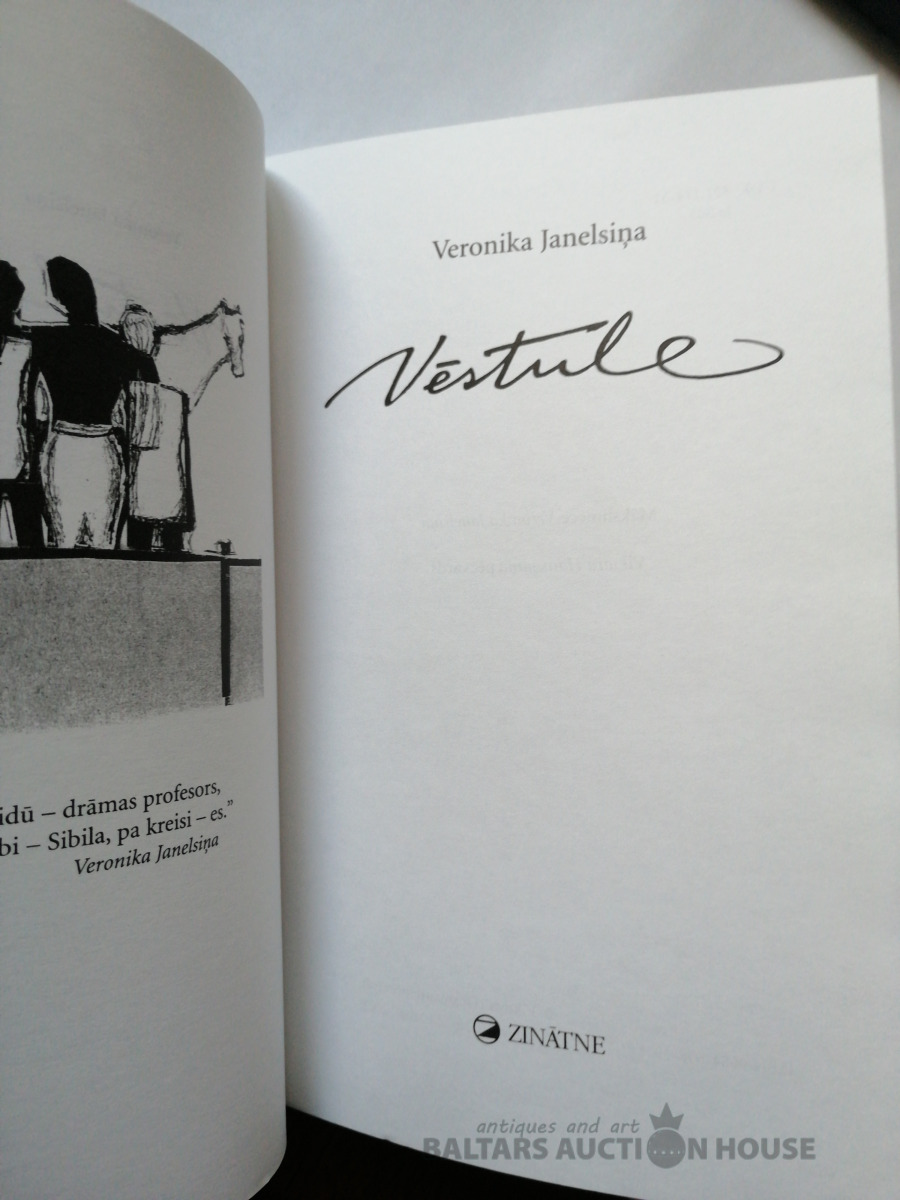 idū – drāmas profesors,
bi – Sibila, pa kreisi – es.”
Veronika Janelsiņa
Veronika Janelsiņa
Vēstule
ZINĀTNE
antiques and art
BALTARS AUCTION HOUSE